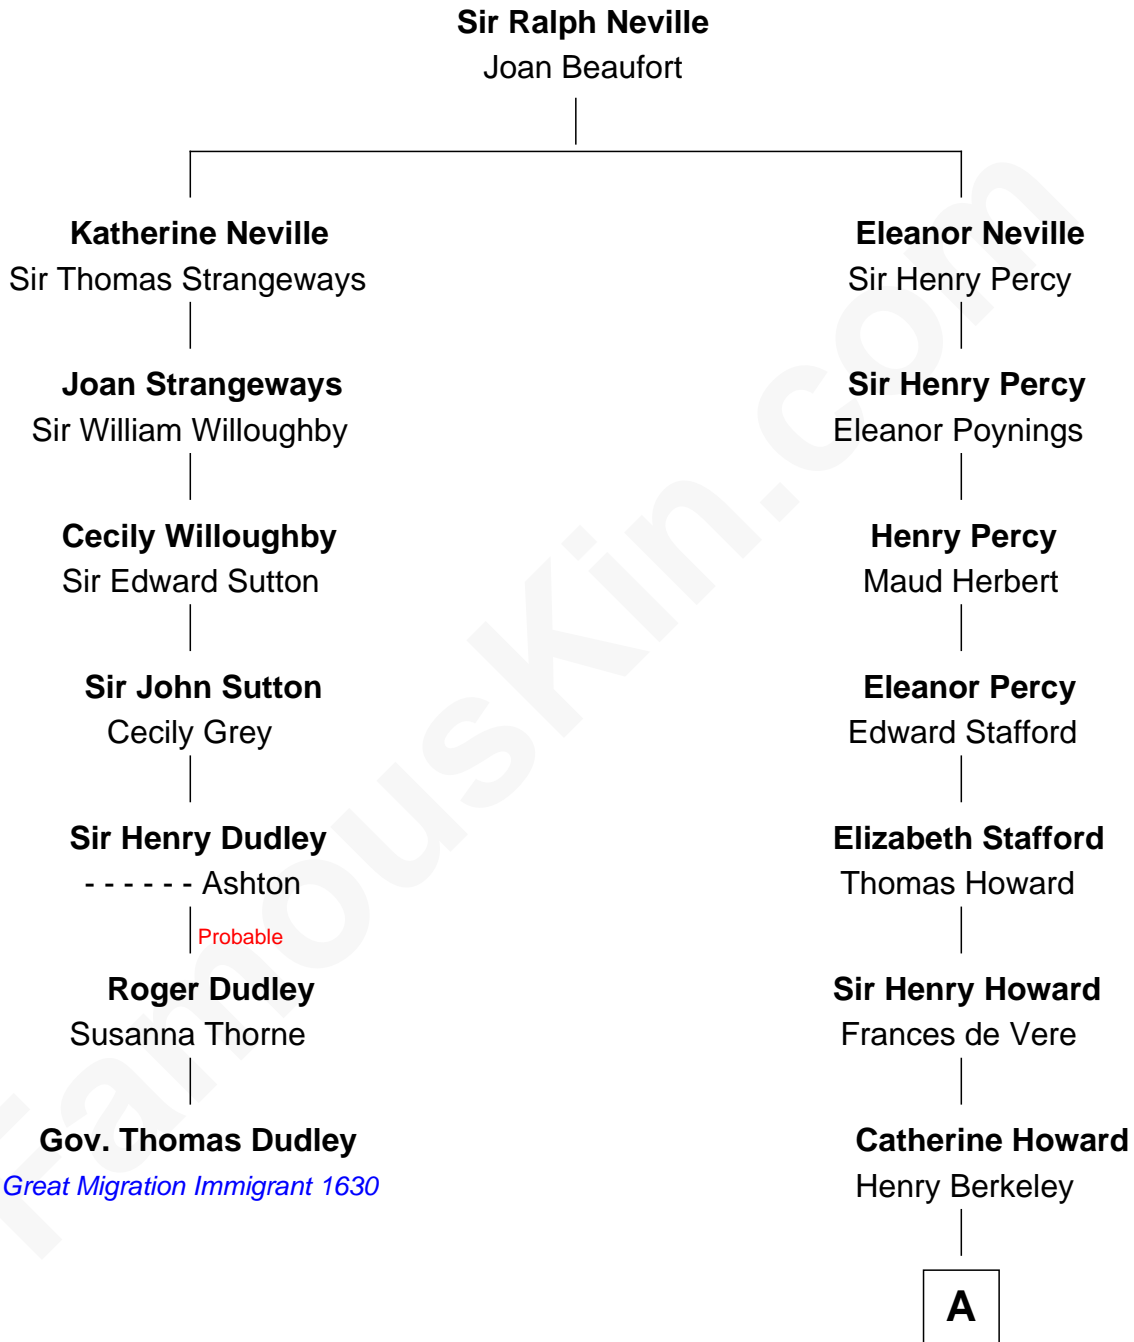 Sir Ralph Neville
Joan Beaufort
Katherine Neville
Sir Thomas Strangeways
Eleanor Neville
Sir Henry Percy
Joan Strangeways
Sir William Willoughby
Sir Henry Percy
Eleanor Poynings
Cecily Willoughby
Sir Edward Sutton
Henry Percy
Maud Herbert
Sir John Sutton
Cecily Grey
Eleanor Percy
Edward Stafford
Sir Henry Dudley
- - - - - - Ashton
Elizabeth Stafford
Thomas Howard
Probable
Roger Dudley
Susanna Thorne
Sir Henry Howard
Frances de Vere
Gov. Thomas Dudley
Great Migration Immigrant 1630
Catherine Howard
Henry Berkeley
A
FamousKin.com